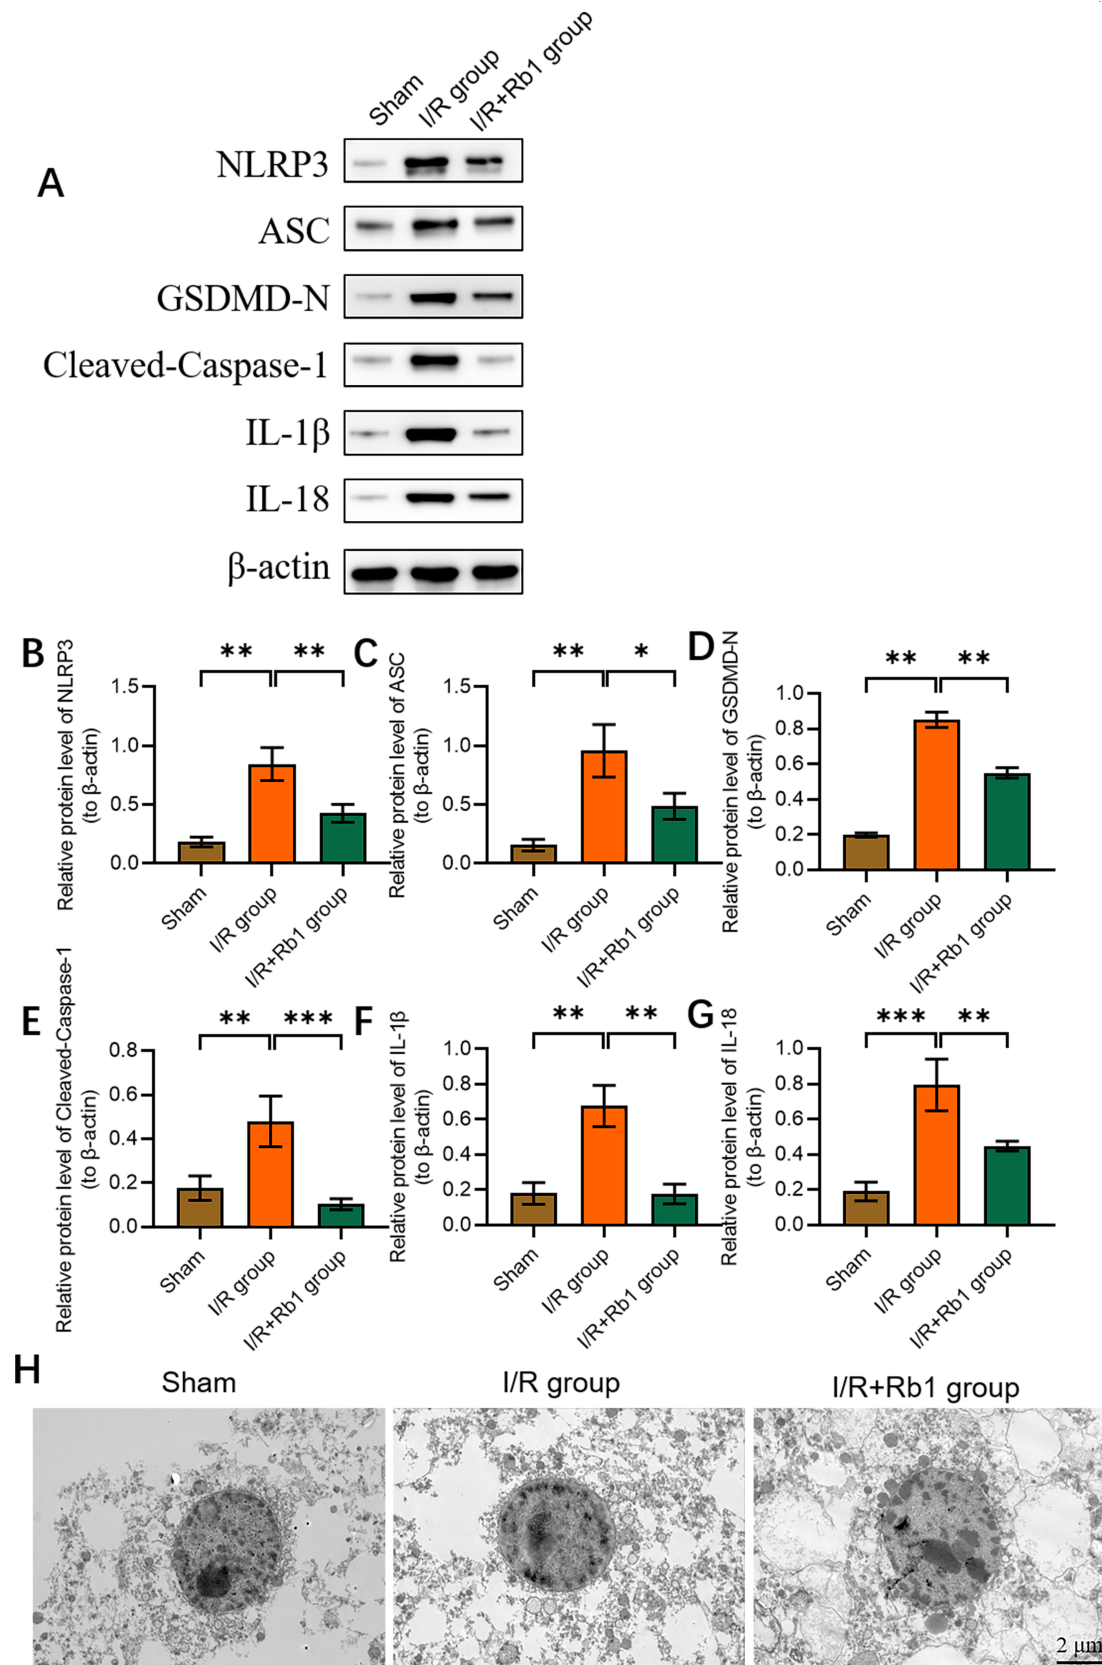 Sham
I/R group
I/R+Rb1 group
A
NLRP3
ASC
GSDMD-N
Cleaved-Caspase-1
IL-1β
IL-18
β-actin
B
Relative protein level of NLRP3
(to β-actin)
** **
1.5
1.0
0.5
0.0
Sham
I/R group
I/R+Rb1 group
C
Relative protein level of ASC
(to β-actin)
** *
1.5
1.0
0.5
0.0
Sham
I/R group
I/R+Rb1 group
D
Relative protein level of GSDMD-N
(to β-actin)
** **
1.0
0.8
0.6
0.4
0.2
0.0
Sham
I/R group
I/R+Rb1 group
E
Relative protein level of Cleaved-Caspase-1
(to β-actin)
** ***
0.8
0.6
0.4
0.2
0.0
Sham
I/R group
I/R+Rb1 group
F
Relative protein level of IL-1β
(to β-actin)
** **
1.0
0.8
0.6
0.4
0.2
0.0
Sham
I/R group
I/R+Rb1 group
G
Relative protein level of IL-18
(to β-actin)
*** **
1.0
0.8
0.6
0.4
0.2
0.0
Sham
I/R group
I/R+Rb1 group
H
Sham
I/R group
I/R+Rb1 group
2 μm